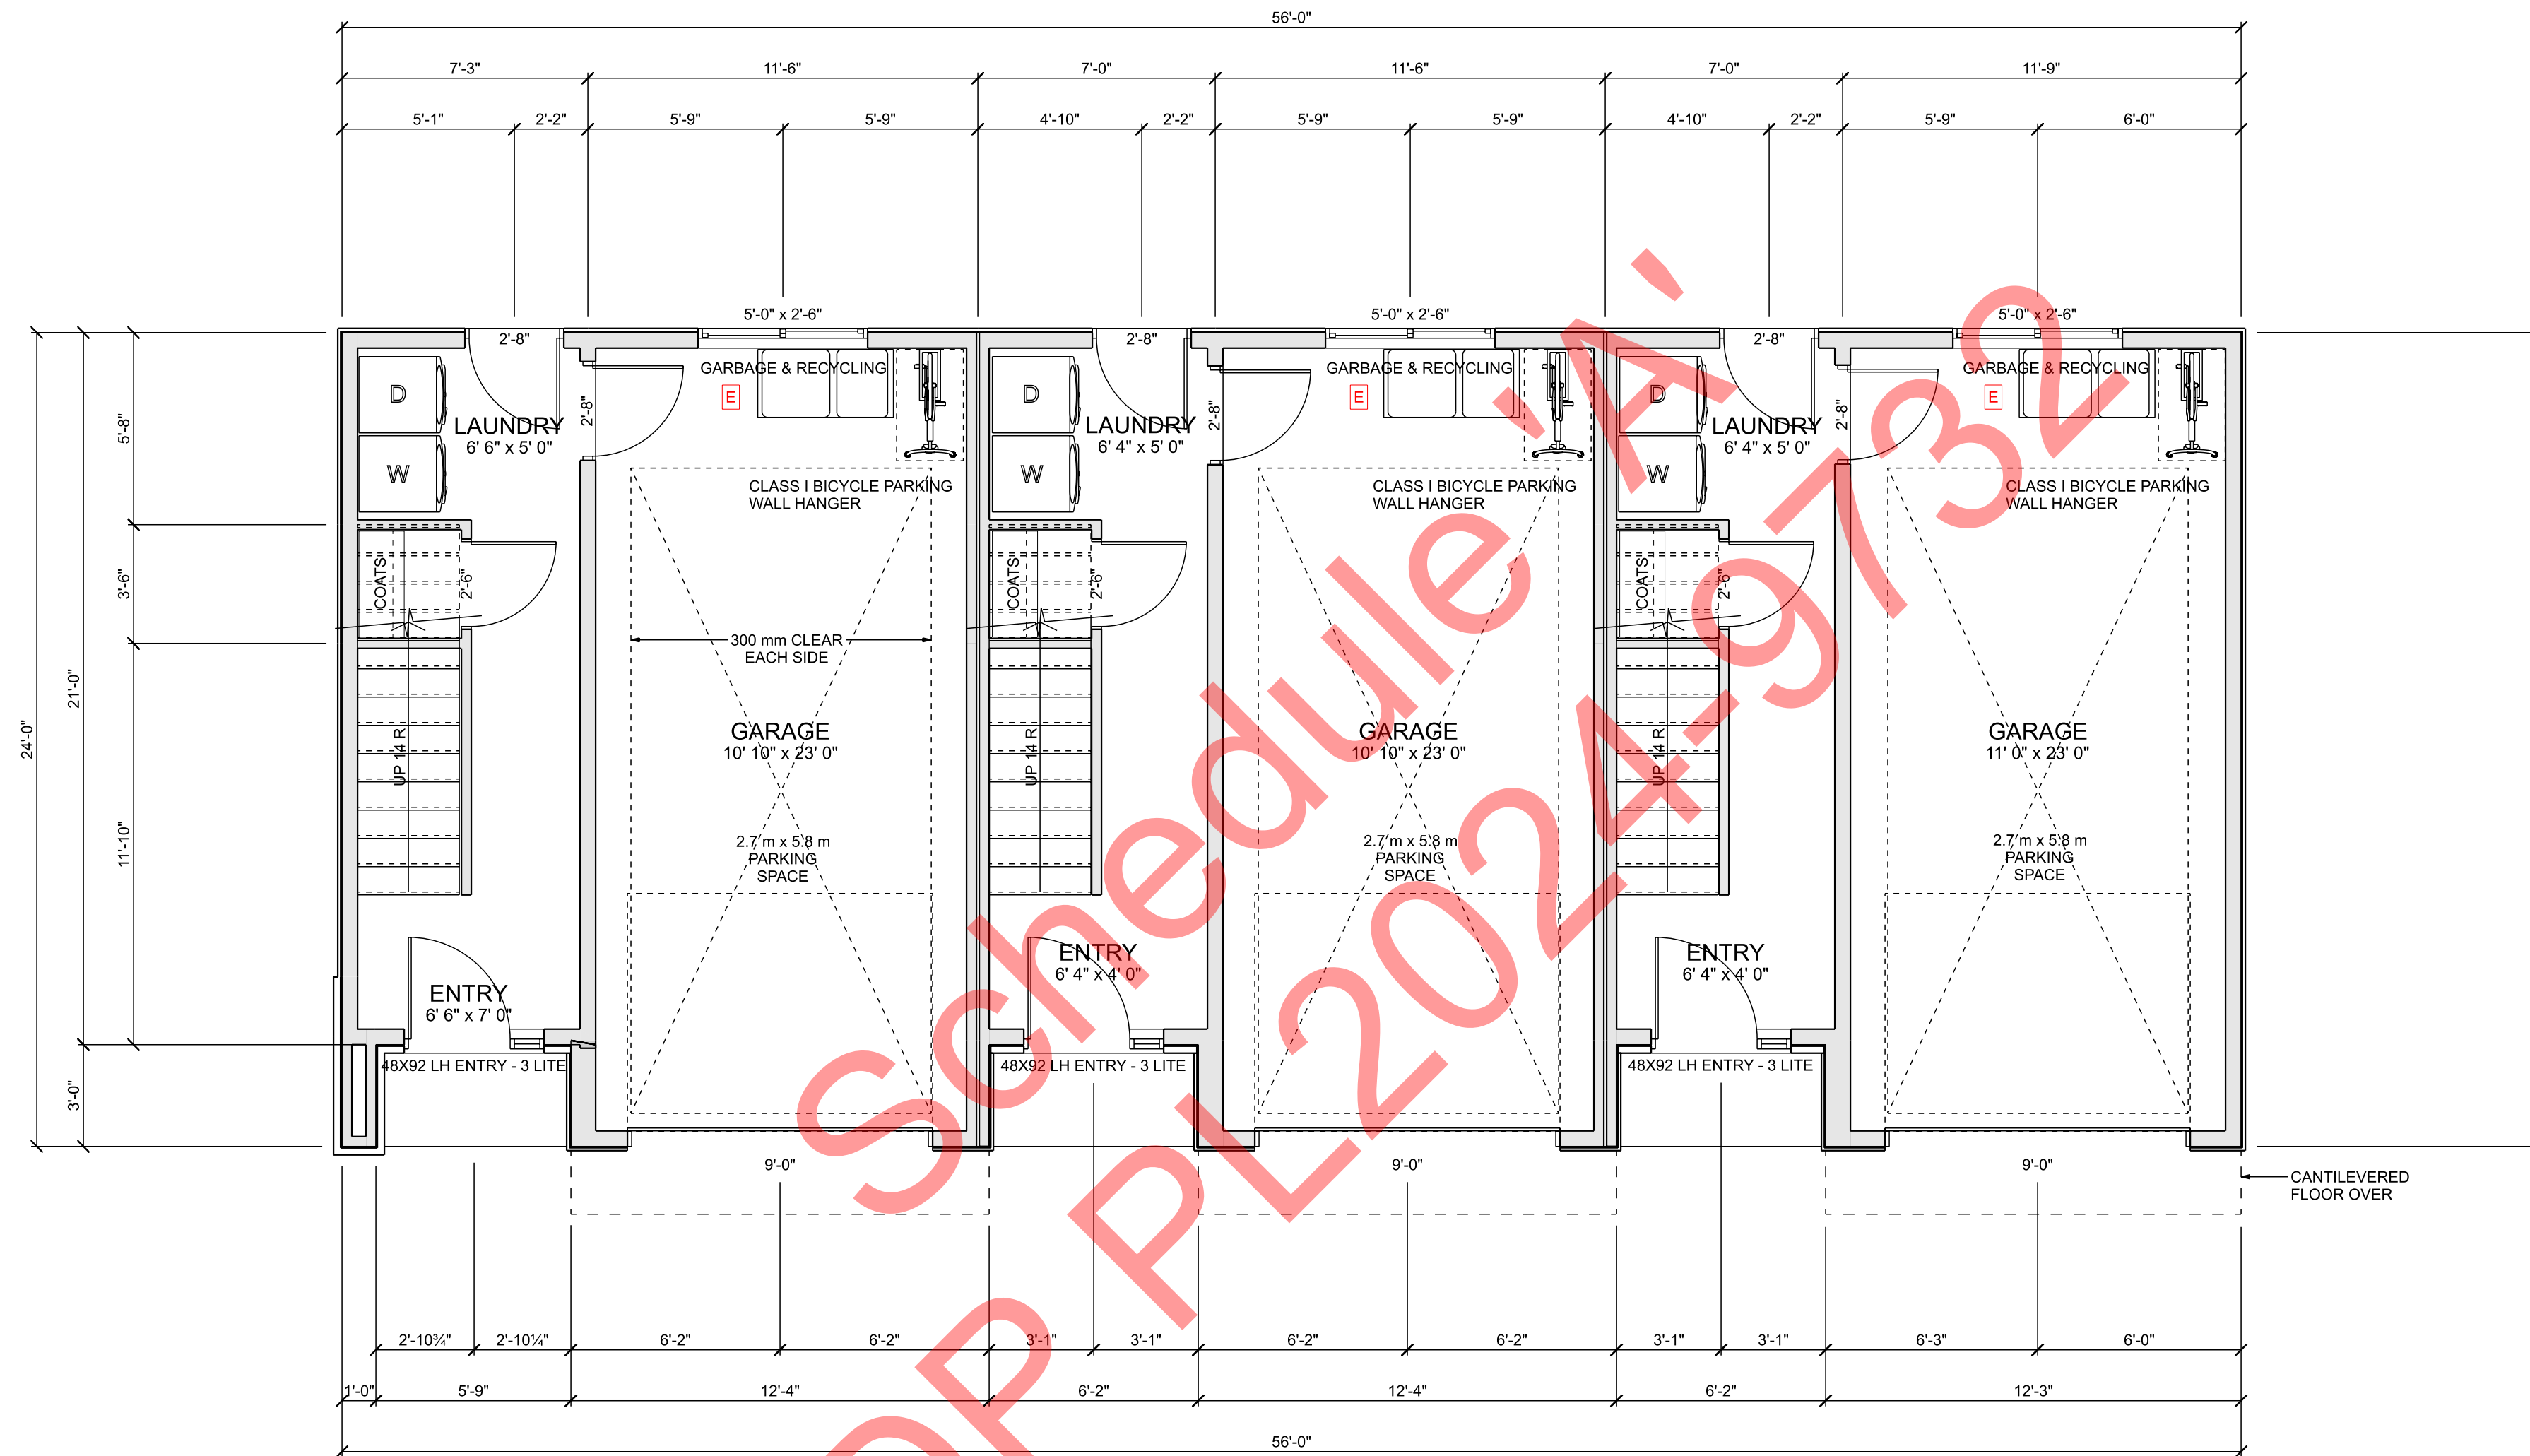 56'-0"
7'-3" 11'-6" 7'-0" 11'-6" 7'-0" 11'-9"
5'-1" 2'-2" 5'-9" 5'-9" 4'-10" 2'-2" 5'-9" 5'-9" 4'-10" 2'-2" 5'-9" 6'-0"
5'-0" x 2'-6" 5'-0" x 2'-6" 5'-0" x 2'-6"
2'-8" 2'-8" 2'-8"
GARBAGE & RECYCLING GARBAGE & RECYCLING GARBAGE & RECYCLING
D E D E D E
2'-8" 2'-8" 2'-8"
LAUNDRY LAUNDRY LAUNDRY
6' 6" x 5' 0" 6' 4" x 5' 0" 6' 4" x 5' 0"
W W W
CLASS I BICYCLE PARKING CLASS I BICYCLE PARKING CLASS I BICYCLE PARKING
WALL HANGER WALL HANGER WALL HANGER
COATS 2'-6" COATS 2'-6" COATS 2'-6"
300 mm CLEAR
EACH SIDE
5'-8"
3'-6"
21'-0"
24'-0"
11'-10"
3'-0"
UP 14 R UP 14 R UP 14 R
GARAGE GARAGE GARAGE
10' 10" x 23' 0" 10' 10" x 23' 0" 11' 0" x 23' 0"
2.7 m x 5.8 m 2.7 m x 5.8 m 2.7 m x 5.8 m
PARKING PARKING PARKING
SPACE SPACE SPACE
ENTRY ENTRY
6' 4" x 4' 0" 6' 4" x 4' 0"
ENTRY
6' 6" x 7' 0"
48X92 LH ENTRY - 3 LITE 48X92 LH ENTRY - 3 LITE 48X92 LH ENTRY - 3 LITE
9'-0" 9'-0" 9'-0"
CANTILEVERED
FLOOR OVER
2'-10¾" 2'-10¼" 6'-2" 6'-2" 3'-1" 3'-1" 6'-2" 6'-2" 3'-1" 3'-1" 6'-3" 6'-0"
1'-0" 5'-9" 12'-4" 6'-2" 12'-4" 6'-2" 12'-3"
56'-0"
Schedule 'A'
DP PL2024-9732